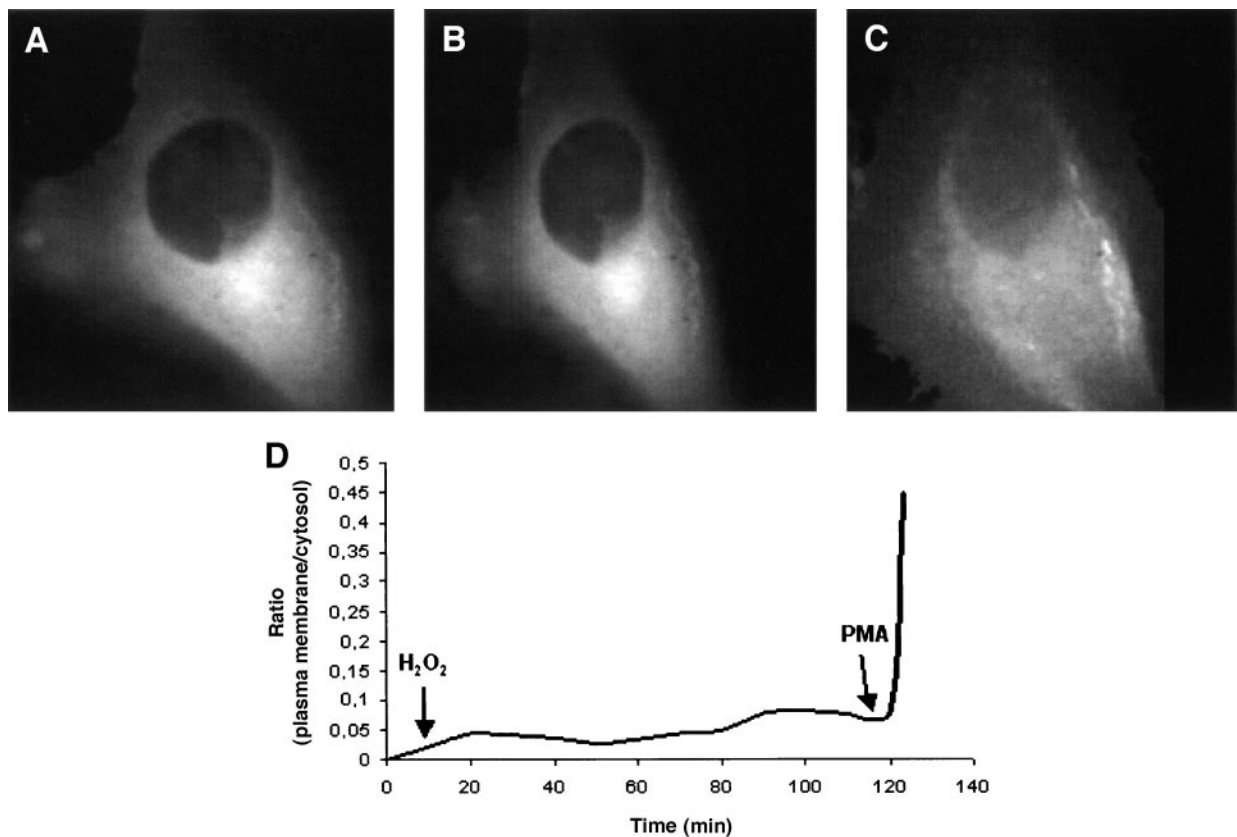 A
B
C
D
0,5
0,45
0,4
0,35
0,3
0,25
0,2
0,15
0,1
0,05
0
Ratio
(plasma membrane/cytosol)
H₂O₂
PMA
0 20 40 60 80 100 120 140
Time (min)